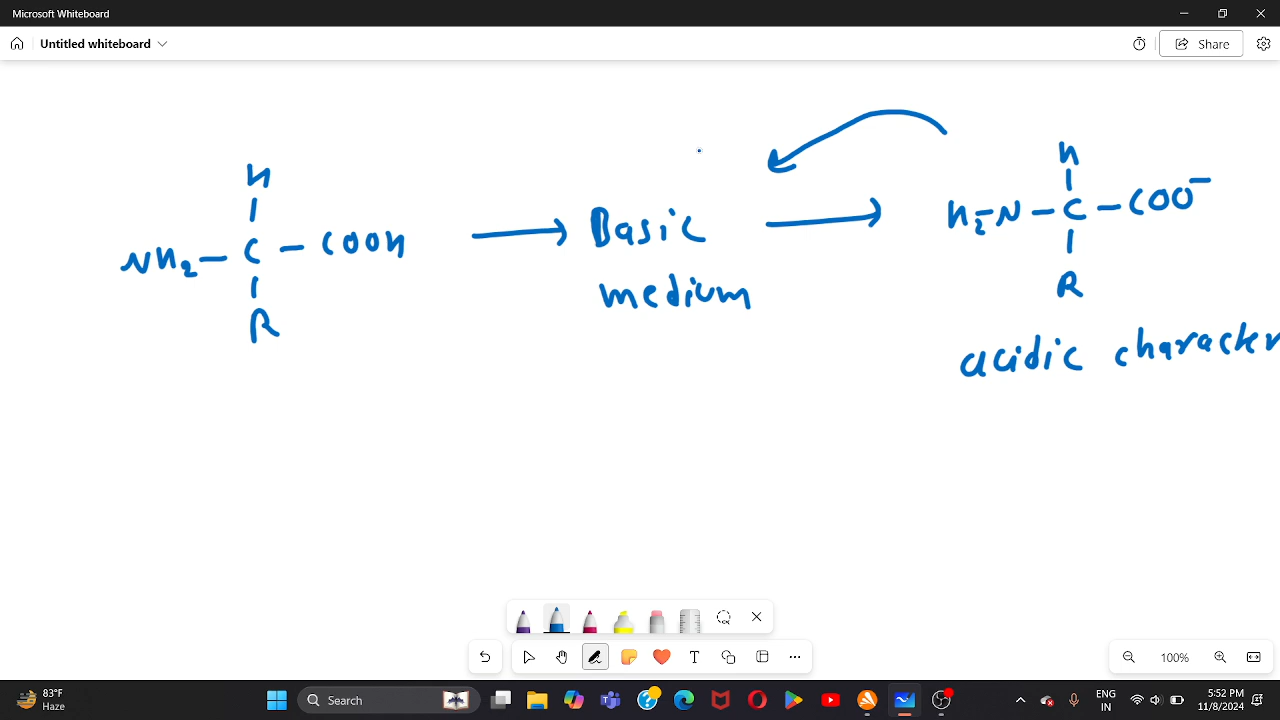 Microsoft Whiteboard
Untitled whiteboard
Share
H
NH2 - C - COOH
R
Basic
medium
H
H2N - C - COO−
R
acidic character
100%
83°F
Haze
Search
ENG
IN
5:52 PM
11/8/2024